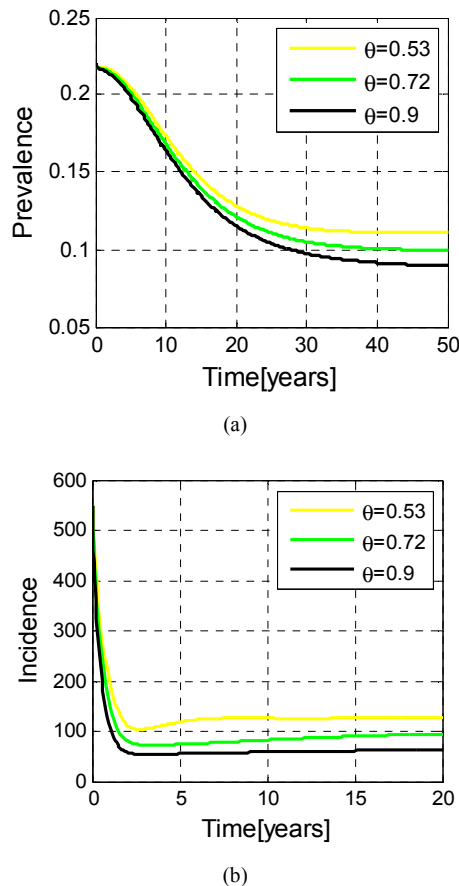 0.25
0.2
0.15
0.1
0.05
Prevalence
θ=0.53
θ=0.72
θ=0.9
0 10 20 30 40 50
Time[years]
(a)
600
500
400
300
200
100
0
Incidence
θ=0.53
θ=0.72
θ=0.9
0 5 10 15 20
Time[years]
(b)